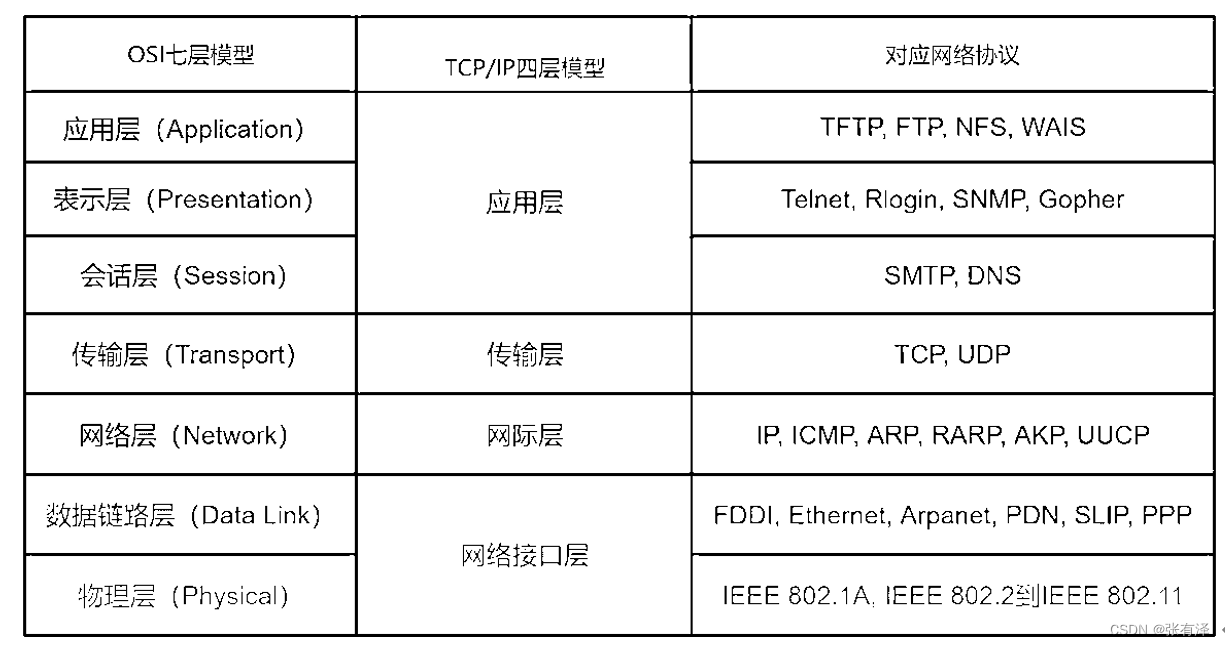 OSI七层模型 TCP/IP四层模型 对应网络协议
应用层（Application） TFTP, FTP, NFS, WAIS
表示层（Presentation） 应用层 Telnet, Rlogin, SNMP, Gopher
会话层（Session） SMTP, DNS
传输层（Transport） 传输层 TCP, UDP
网络层（Network） 网际层 IP, ICMP, ARP, RARP, AKP, UUCP
数据链路层（Data Link） FDDI, Ethernet, Arpanet, PDN, SLIP, PPP
网络接口层
物理层（Physical） IEEE 802.1A, IEEE 802.2到IEEE 802.11
CSDN @张有泽